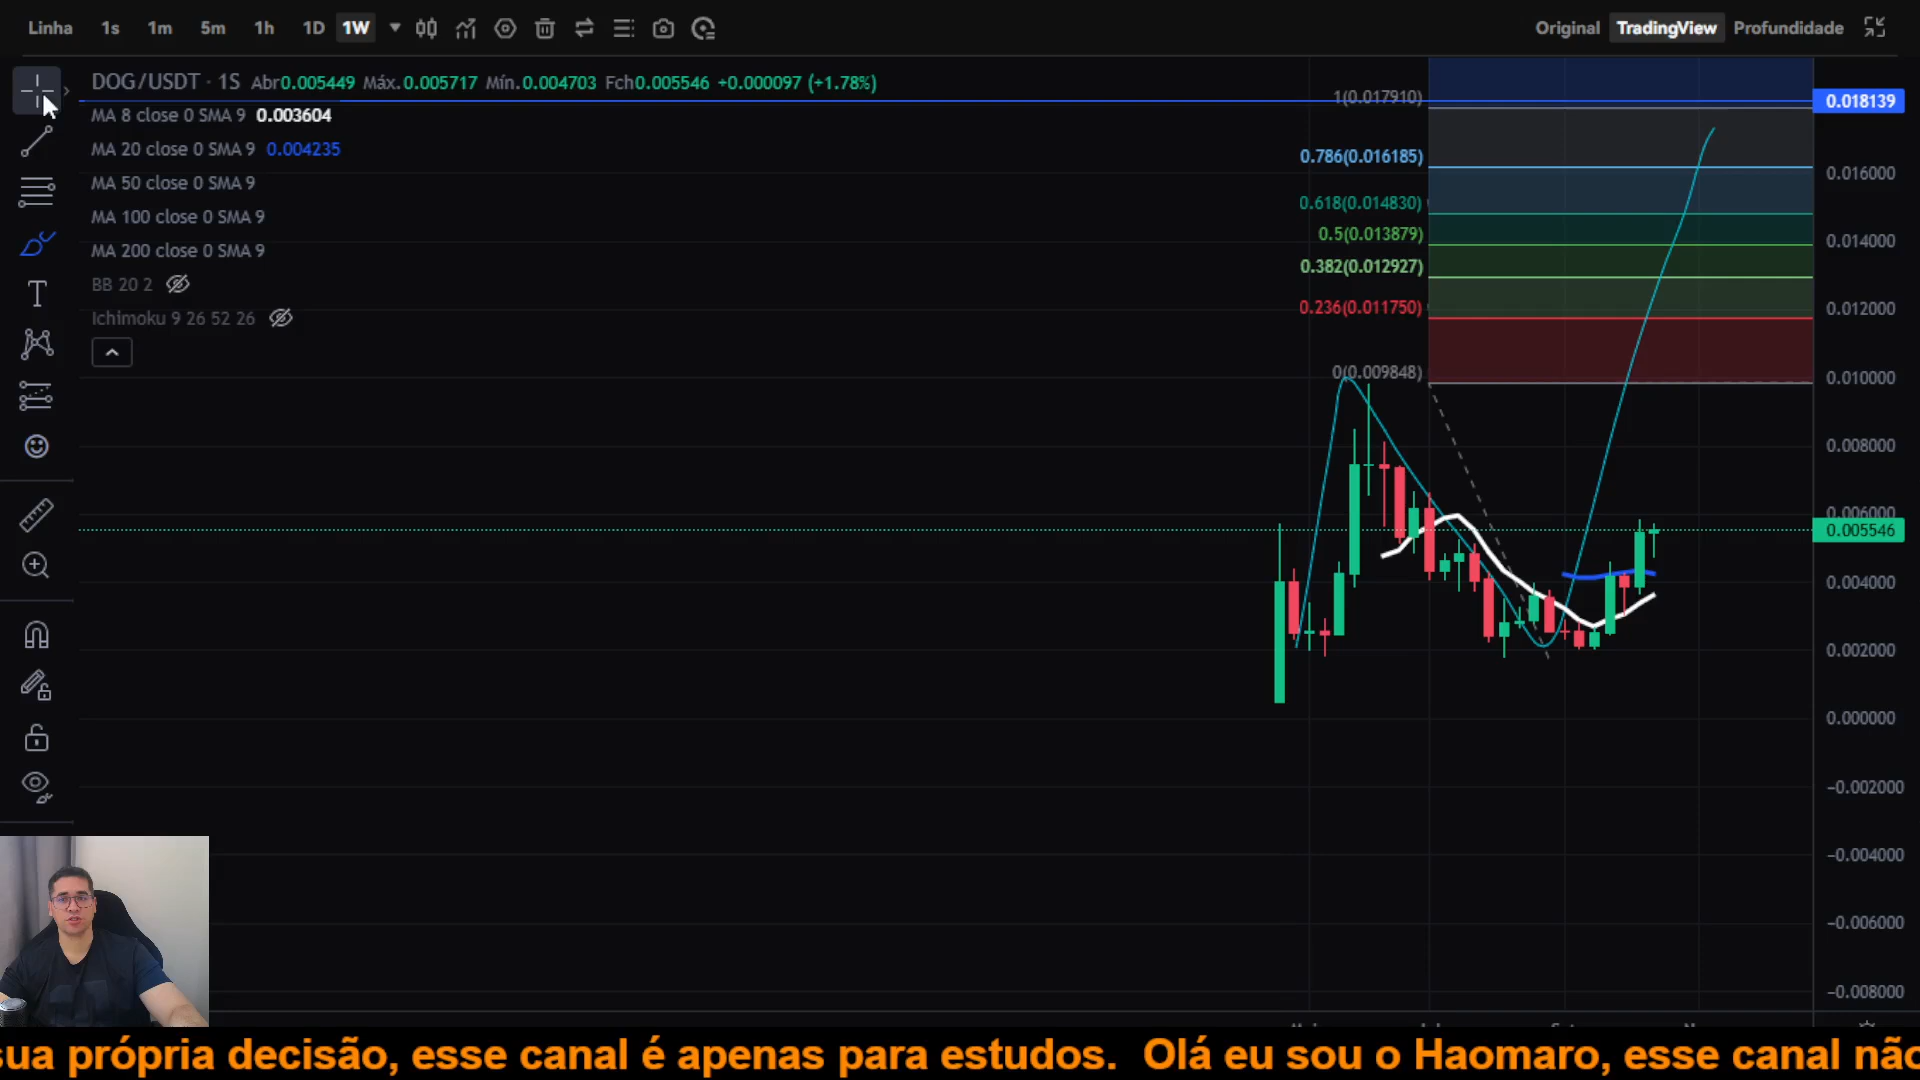 Linha 1s 1m 5m 1h 1D 1W Original TradingView Profundidade
DOG/USDT · 1S Abr0.005449 Máx.0.005717 Mín.0.004703 Fch0.005546 +0.000097 (+1.78%)
MA 8 close 0 SMA 9 0.003604
MA 20 close 0 SMA 9 0.004235
MA 50 close 0 SMA 9
MA 100 close 0 SMA 9
MA 200 close 0 SMA 9
BB 20 2
Ichimoku 9 26 52 26
T
1(0.017910)
0.786(0.016185)
0.618(0.014830)
0.5(0.013879)
0.382(0.012927)
0.236(0.011750)
0(0.009848)
0.018139
0.016000
0.014000
0.012000
0.010000
0.008000
0.006000
0.005546
0.004000
0.002000
0.000000
-0.002000
-0.004000
-0.006000
-0.008000
sua própria decisão, esse canal é apenas para estudos. Olá eu sou o Haomaro, esse canal não